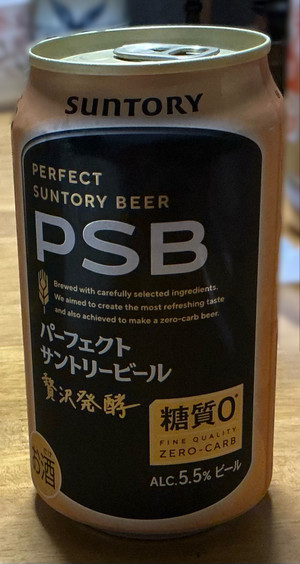 SUNTORY
PERFECT
SUNTORY BEER
PSB
Brewed with carefully selected ingredients.
We aimed to create the most refreshing taste
and also achieved to make a zero-carb beer.
パーフェクト
サントリービール
贅沢発酵
糖質0*
FINE QUALITY
ZERO-CARB
お酒
ALC.5.5% ビール